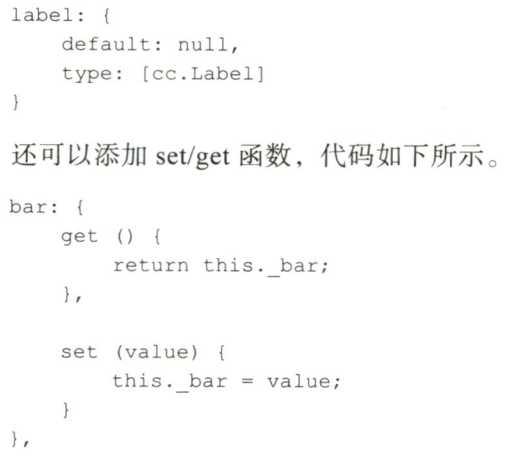 label: {
    default: null,
    type: [cc.Label]
}
还可以添加 set/get 函数，代码如下所示。
bar: {
    get () {
        return this._bar;
    },
    set (value) {
        this._bar = value;
    }
},